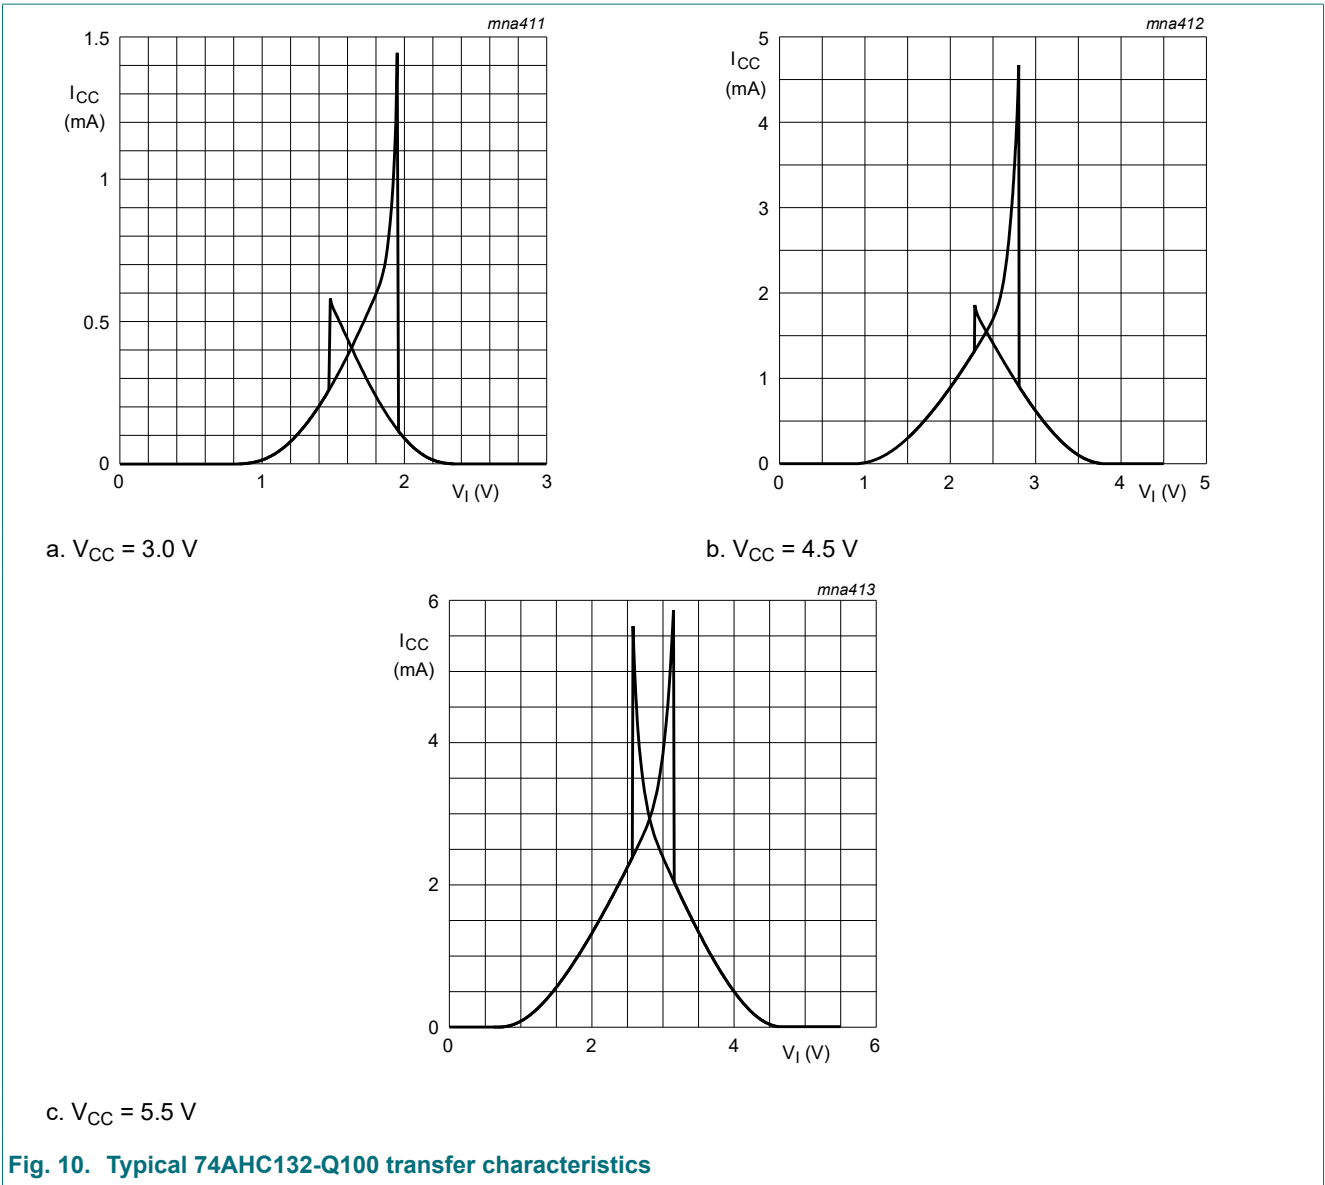 mna411
1.5
ICC
(mA)
1
0.5
0
0 1 2 3
VI (V)
a. VCC = 3.0 V
mna412
5
ICC
(mA)
4
3
2
1
0
0 1 2 3 4 5
VI (V)
b. VCC = 4.5 V
mna413
6
ICC
(mA)
4
2
0
0 2 4 6
VI (V)
c. VCC = 5.5 V
Fig. 10. Typical 74AHC132-Q100 transfer characteristics